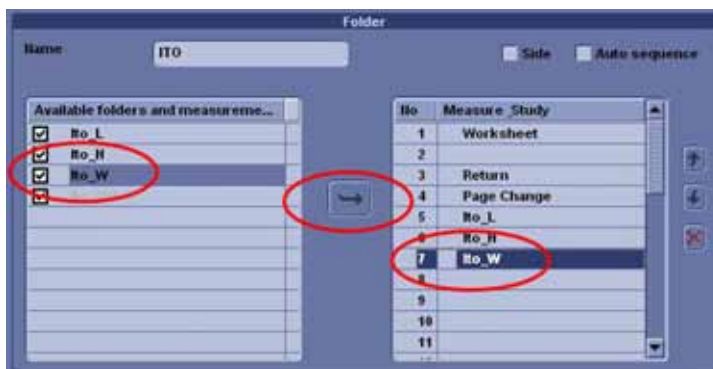 Folder
Name ITO Side Auto sequence
Available folders and measureme...
Ito_L
Ito_H
Ito_W
No Measure_Study
1 Worksheet
2
3 Return
4 Page Change
5 Ito_L
6 Ito_H
7 Ito_W
8
9
10
11